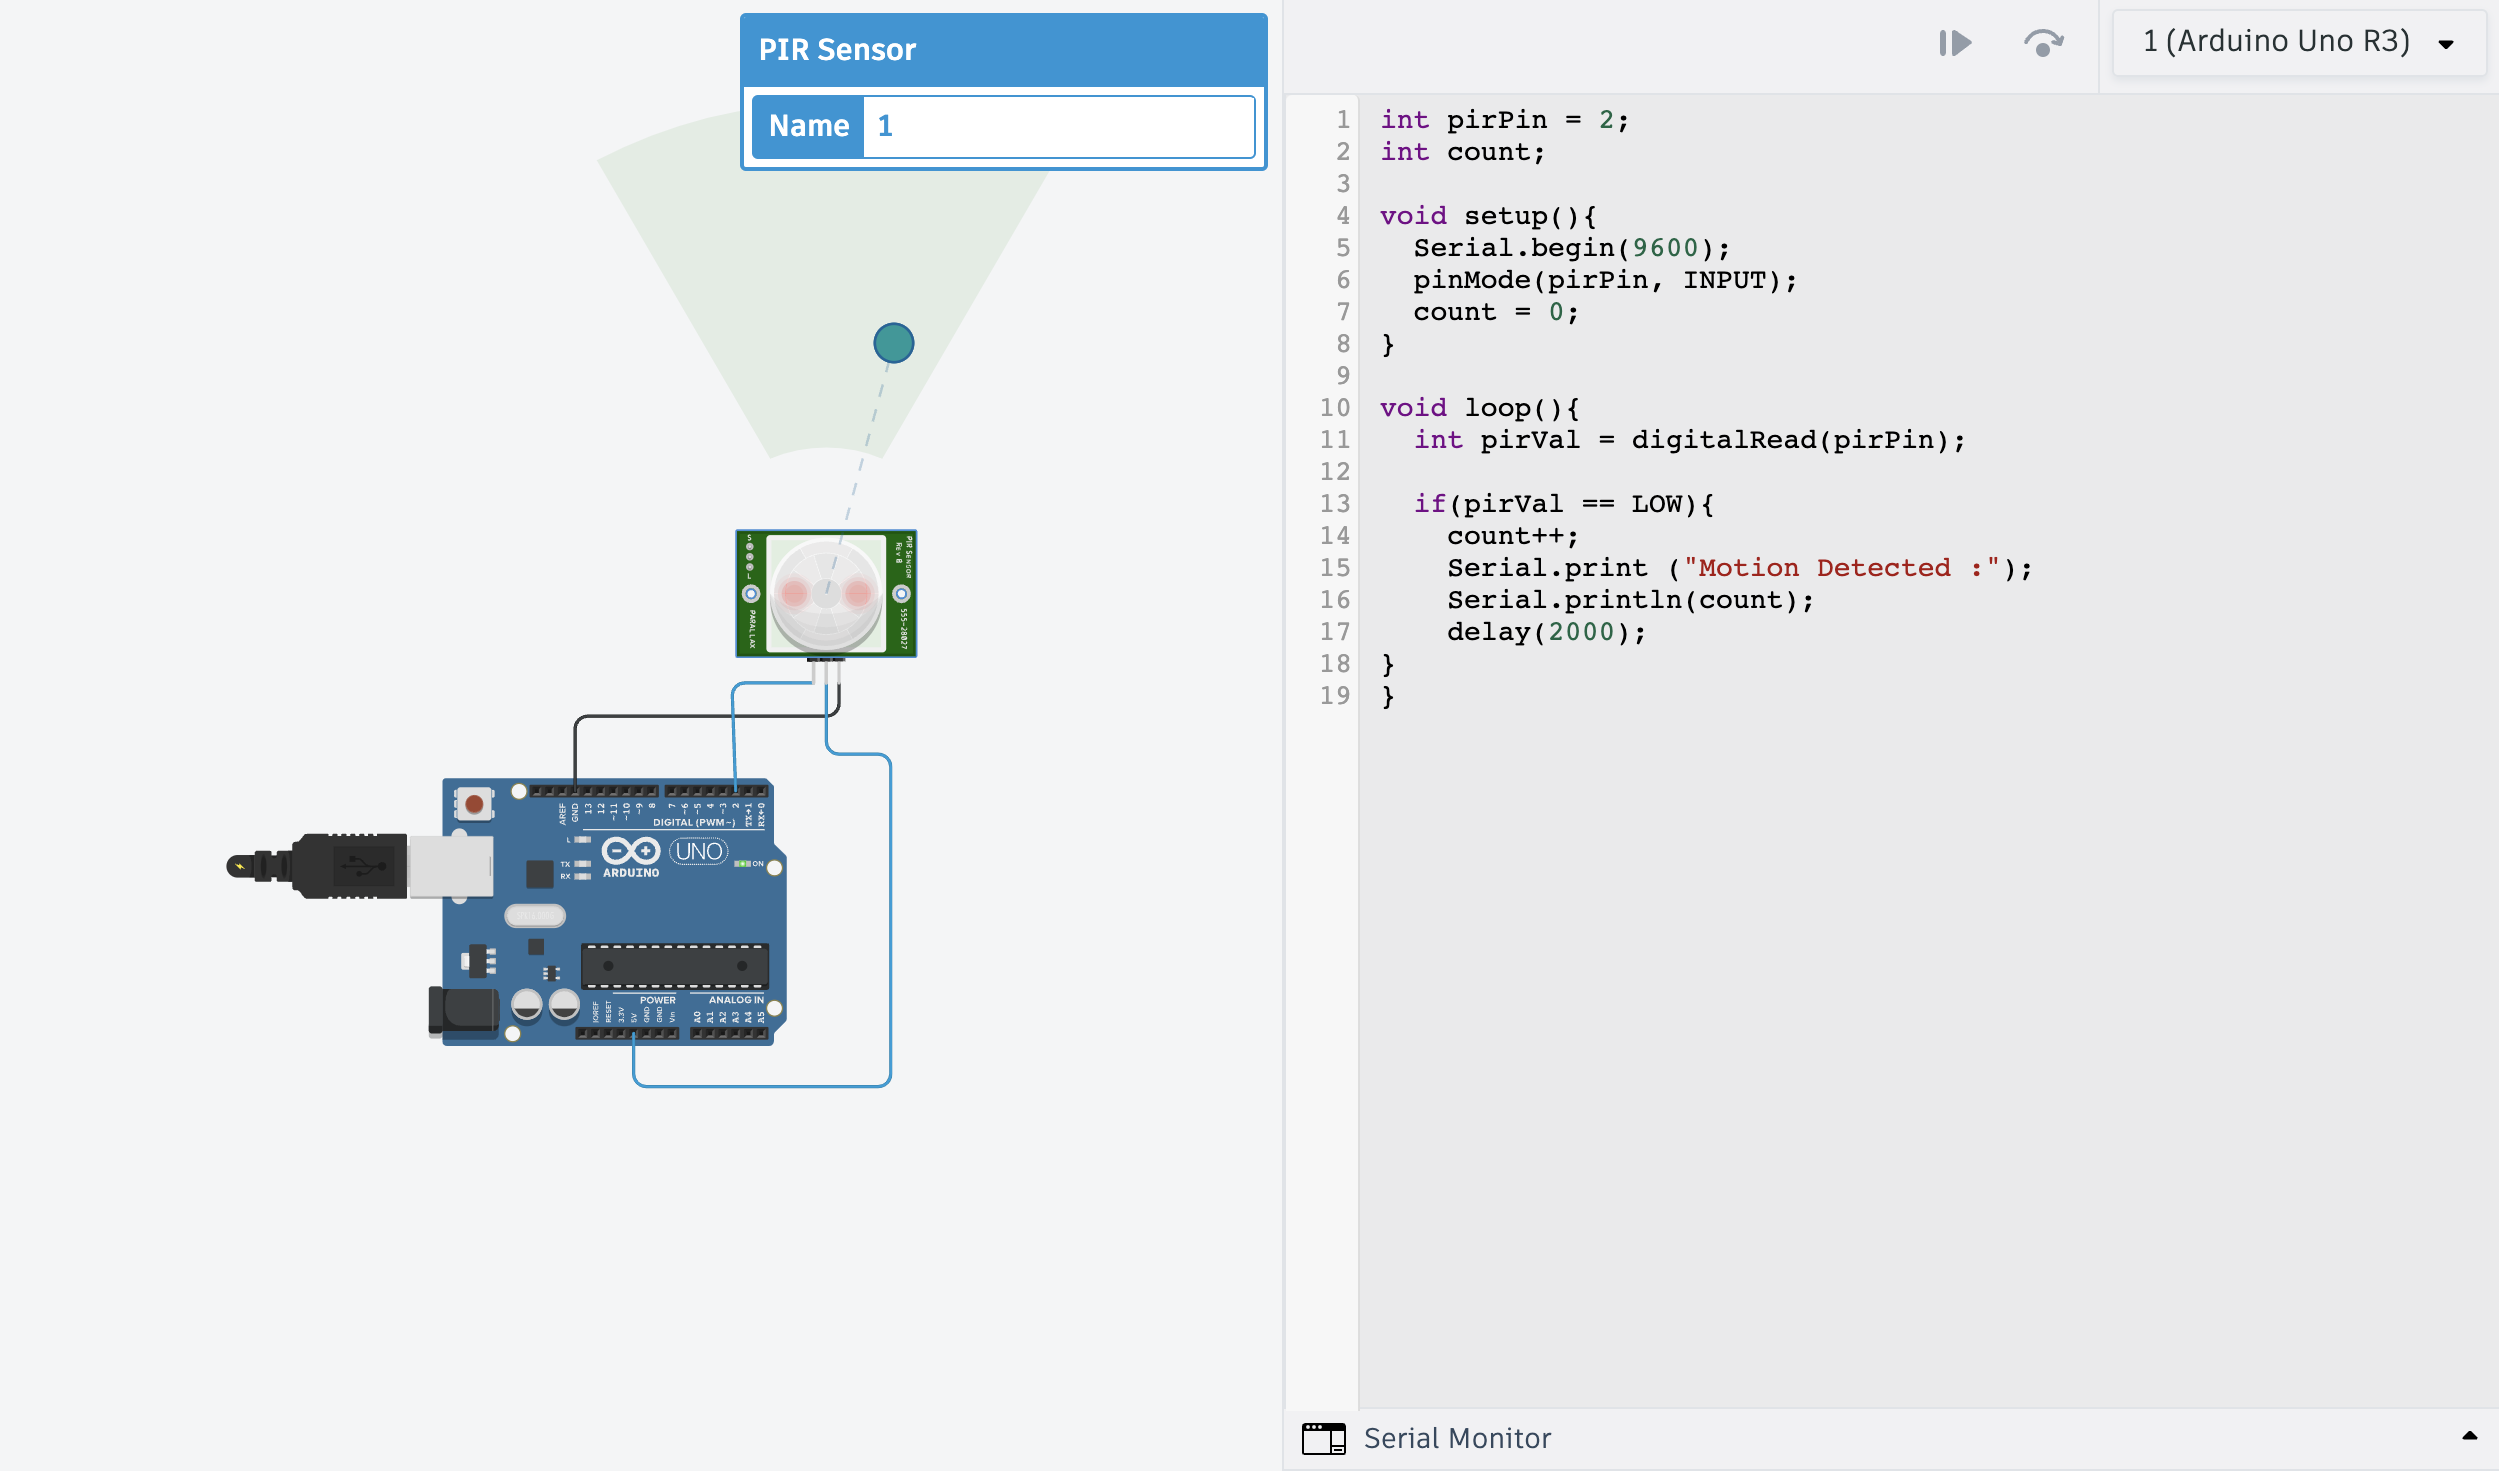 PIR Sensor
Name 1
1 (Arduino Uno R3)
1 int pirPin = 2;
2 int count;
3
4 void setup(){
5 Serial.begin(9600);
6 pinMode(pirPin, INPUT);
7 count = 0;
8 }
9
10 void loop(){
11 int pirVal = digitalRead(pirPin);
12
13 if(pirVal == LOW){
14 count++;
15 Serial.print ("Motion Detected :");
16 Serial.println(count);
17 delay(2000);
18 }
19 }
S
L
PARALLAX
PIR SENSOR
Rev B
555-28027
AREF GND 13 12 ~11 ~10 ~9 8 7 ~6 ~5 4 ~3 2 TX→1 RX←0
DIGITAL (PWM~)
L
TX
RX
UNO
ON
ARDUINO
POWER ANALOG IN
IOREF RESET 3.3V 5V GND GND Vin A0 A1 A2 A3 A4 A5
Serial Monitor